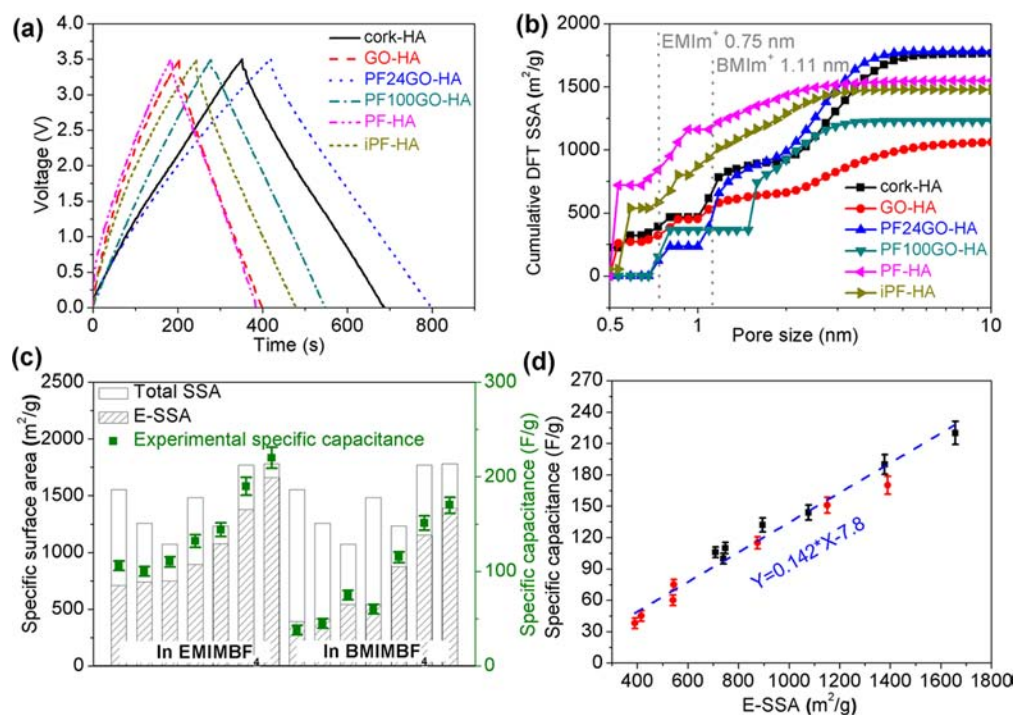 (a)
4.0
3.5
3.0
2.5
2.0
1.5
1.0
0.5
0.0
Voltage (V)
0 200 400 600 800
Time (s)
cork-HA
GO-HA
PF24GO-HA
PF100GO-HA
PF-HA
iPF-HA
(b)
2000
1750
1500
1250
1000
750
500
250
0
Cumulative DFT SSA (m²/g)
EMIm⁺ 0.75 nm
BMIm⁺ 1.11 nm
cork-HA
GO-HA
PF24GO-HA
PF100GO-HA
PF-HA
iPF-HA
0.5 1 10
Pore size (nm)
(c)
2500
2000
1500
1000
500
0
Specific surface area (m²/g)
Total SSA
E-SSA
Experimental specific capacitance
300
200
100
0
Specific capacitance (F/g)
In EMIMBF₄
In BMIMBF₄
(d)
270
240
210
180
150
120
90
60
30
0
Specific capacitance (F/g)
Y=0.142*X-7.8
400 600 800 1000 1200 1400 1600 1800
E-SSA (m²/g)